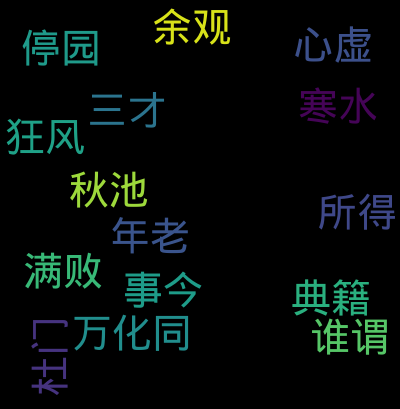 余观
停园
心虚
三才
寒水
狂风
秋池
所得
年老
满败
事今
典籍
万化同
谁谓
杜门